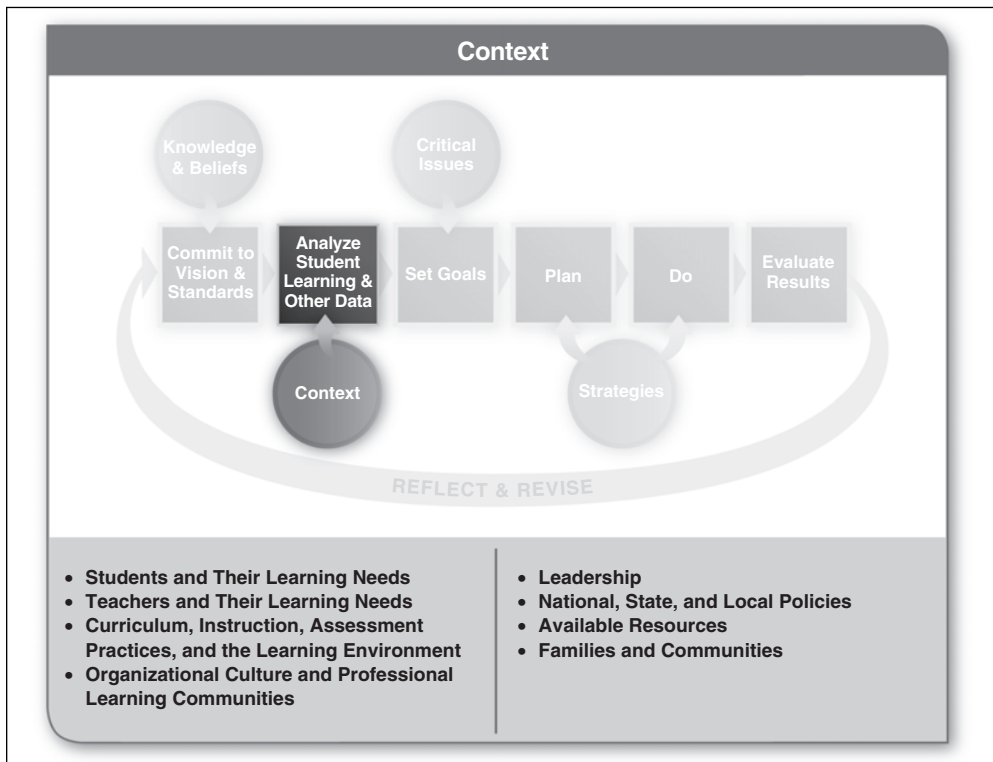 Context
Knowledge
& Beliefs
Critical
Issues
Commit to
Vision &
Standards
Analyze
Student
Learning &
Other Data
Set Goals
Plan
Do
Evaluate
Results
Context
Strategies
REFLECT & REVISE
• Students and Their Learning Needs
• Teachers and Their Learning Needs
• Curriculum, Instruction, Assessment
Practices, and the Learning Environment
• Organizational Culture and Professional
Learning Communities
• Leadership
• National, State, and Local Policies
• Available Resources
• Families and Communities